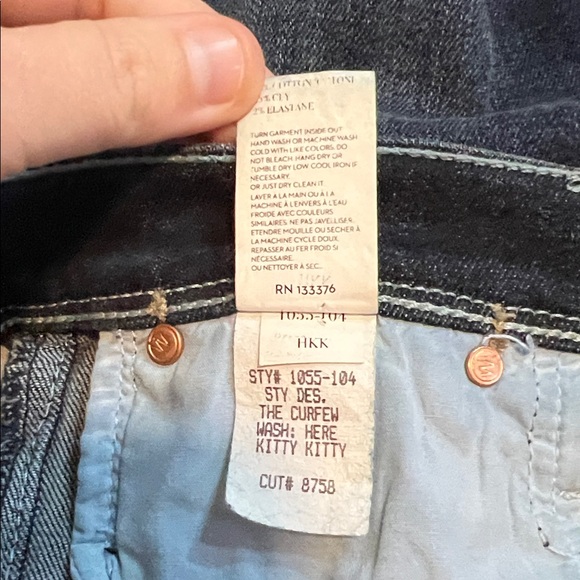 2% ELASTANE
TURN GARMENT INSIDE OUT
HAND WASH OR MACHINE WASH
COLD WITH LIKE COLORS. DO
NOT BLEACH. HANG DRY OR
TUMBLE DRY LOW. COOL IRON IF
NECESSARY.
OR JUST DRY CLEAN IT.
LAVER A LA MAIN OU À LA
MACHINE À L'ENVERS À L'EAU
FROIDE AVEC COULEURS
SIMILAIRES. NE PAS JAVELLISER.
ETENDRE MOUILLE OU SECHER À
LA MACHINE CYCLE DOUX.
REPASSER AU FER FROID SI
NÉCESSAIRE.
OU NETTOYER À SEC.
RN 133376
1055-104
HKK
STY# 1055-104
STY DES.
THE CURFEW
WASH: HERE
KITTY KITTY
CUT# 8758